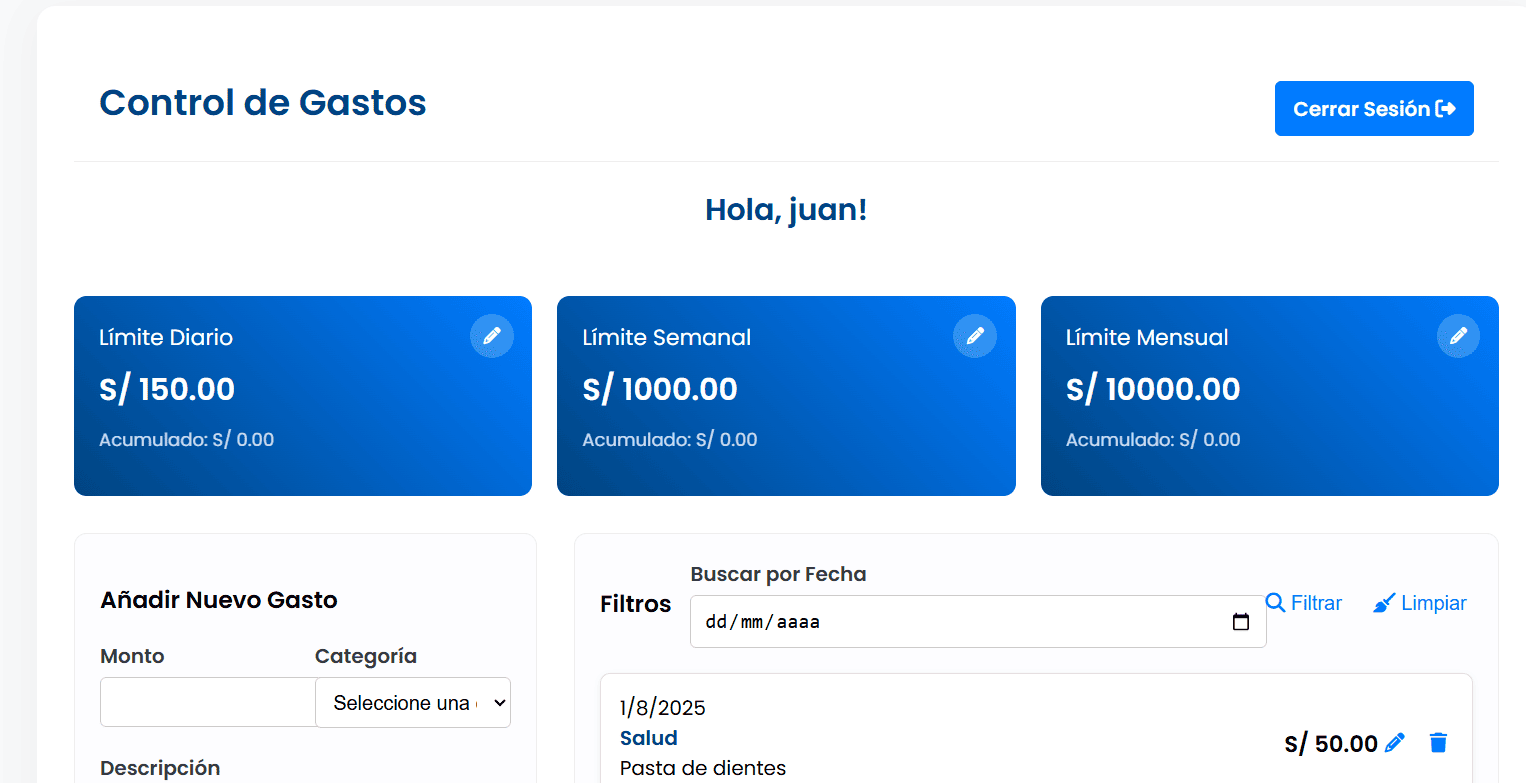 Control de Gastos
Cerrar Sesión
Hola, juan!
Límite Diario
S/ 150.00
Acumulado: S/ 0.00
Límite Semanal
S/ 1000.00
Acumulado: S/ 0.00
Límite Mensual
S/ 10000.00
Acumulado: S/ 0.00
Añadir Nuevo Gasto
Monto
Categoría
Seleccione una
Descripción
Filtros
Buscar por Fecha
dd/mm/aaaa
Filtrar
Limpiar
1/8/2025
Salud
Pasta de dientes
S/ 50.00